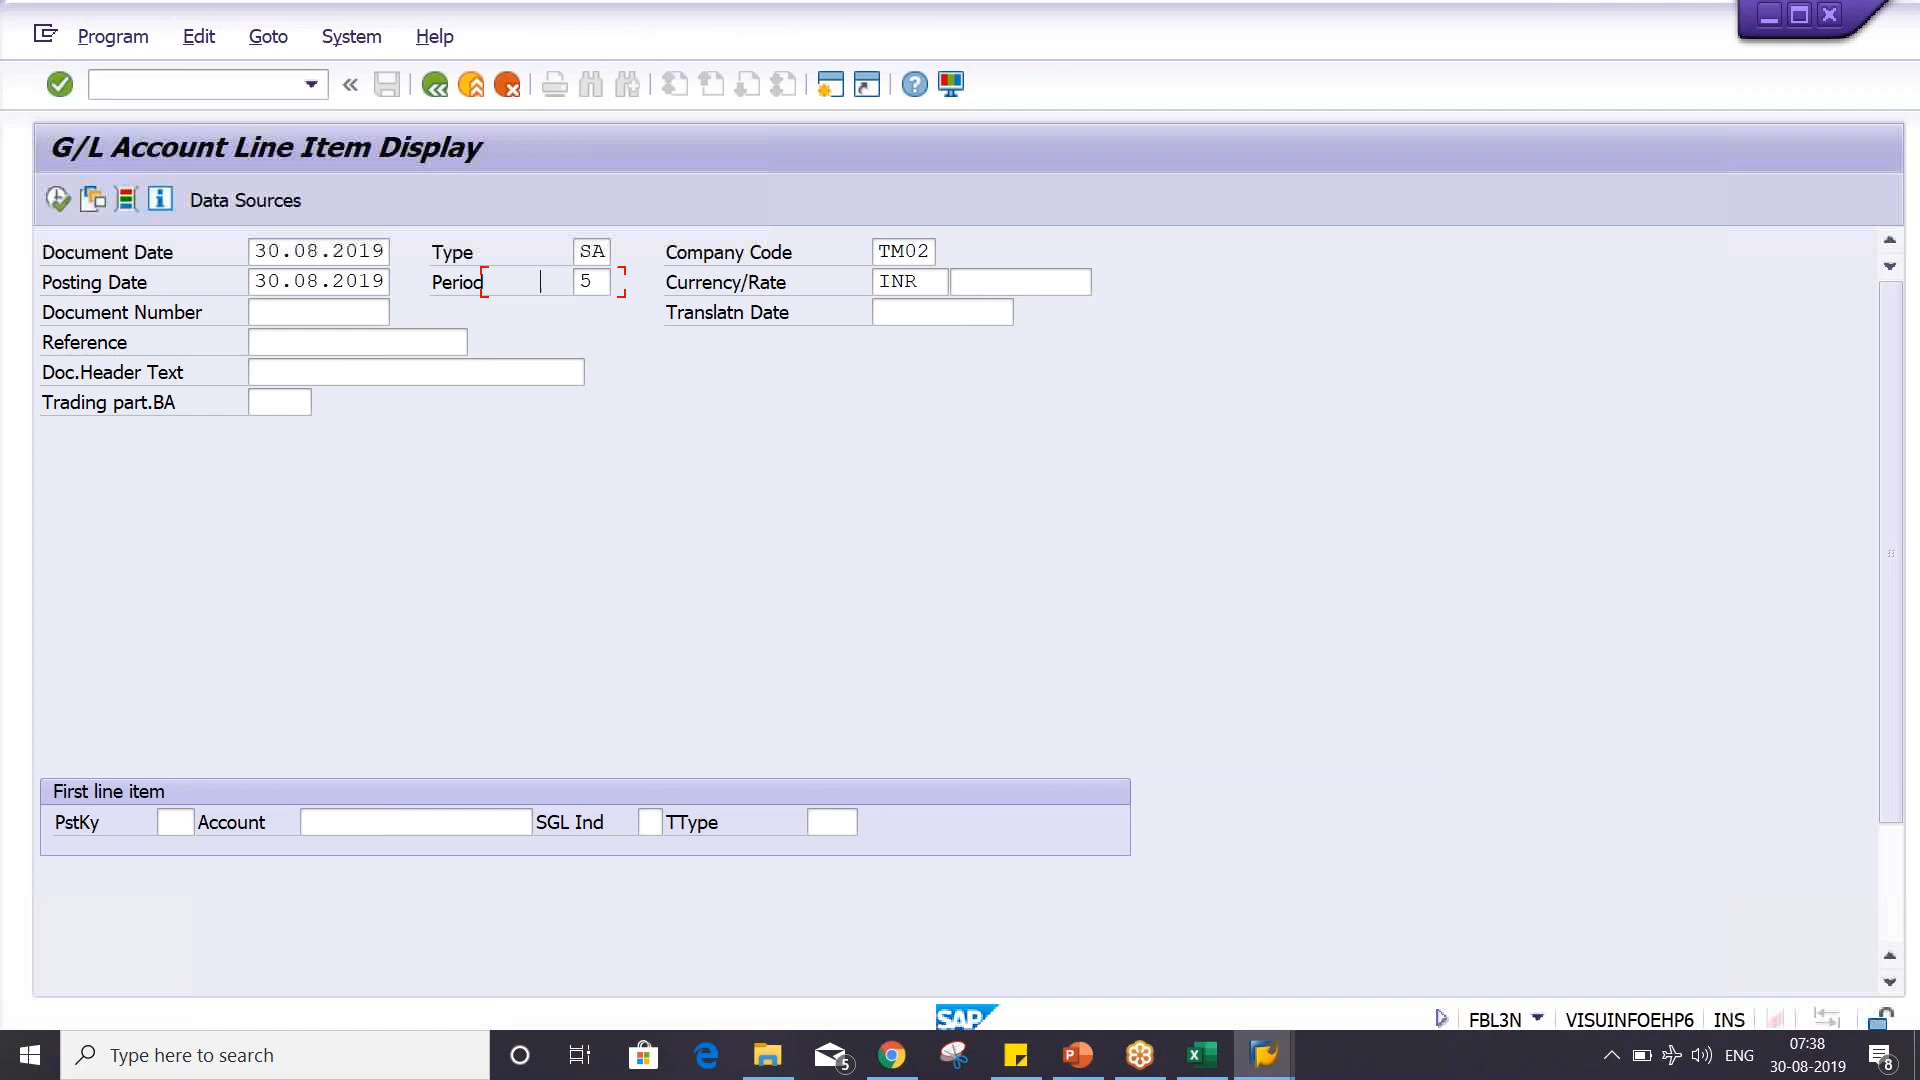 Program Edit Goto System Help
G/L Account Line Item Display
Data Sources
Document Date 30.08.2019 Type SA Company Code TM02
Posting Date 30.08.2019 Period 5 Currency/Rate INR
Document Number Translatn Date
Reference
Doc.Header Text
Trading part.BA
First line item
PstKy Account SGL Ind TType
SAP
FBL3N VISUINFOEHP6 INS
Type here to search
5
ENG
07:38
30-08-2019
8